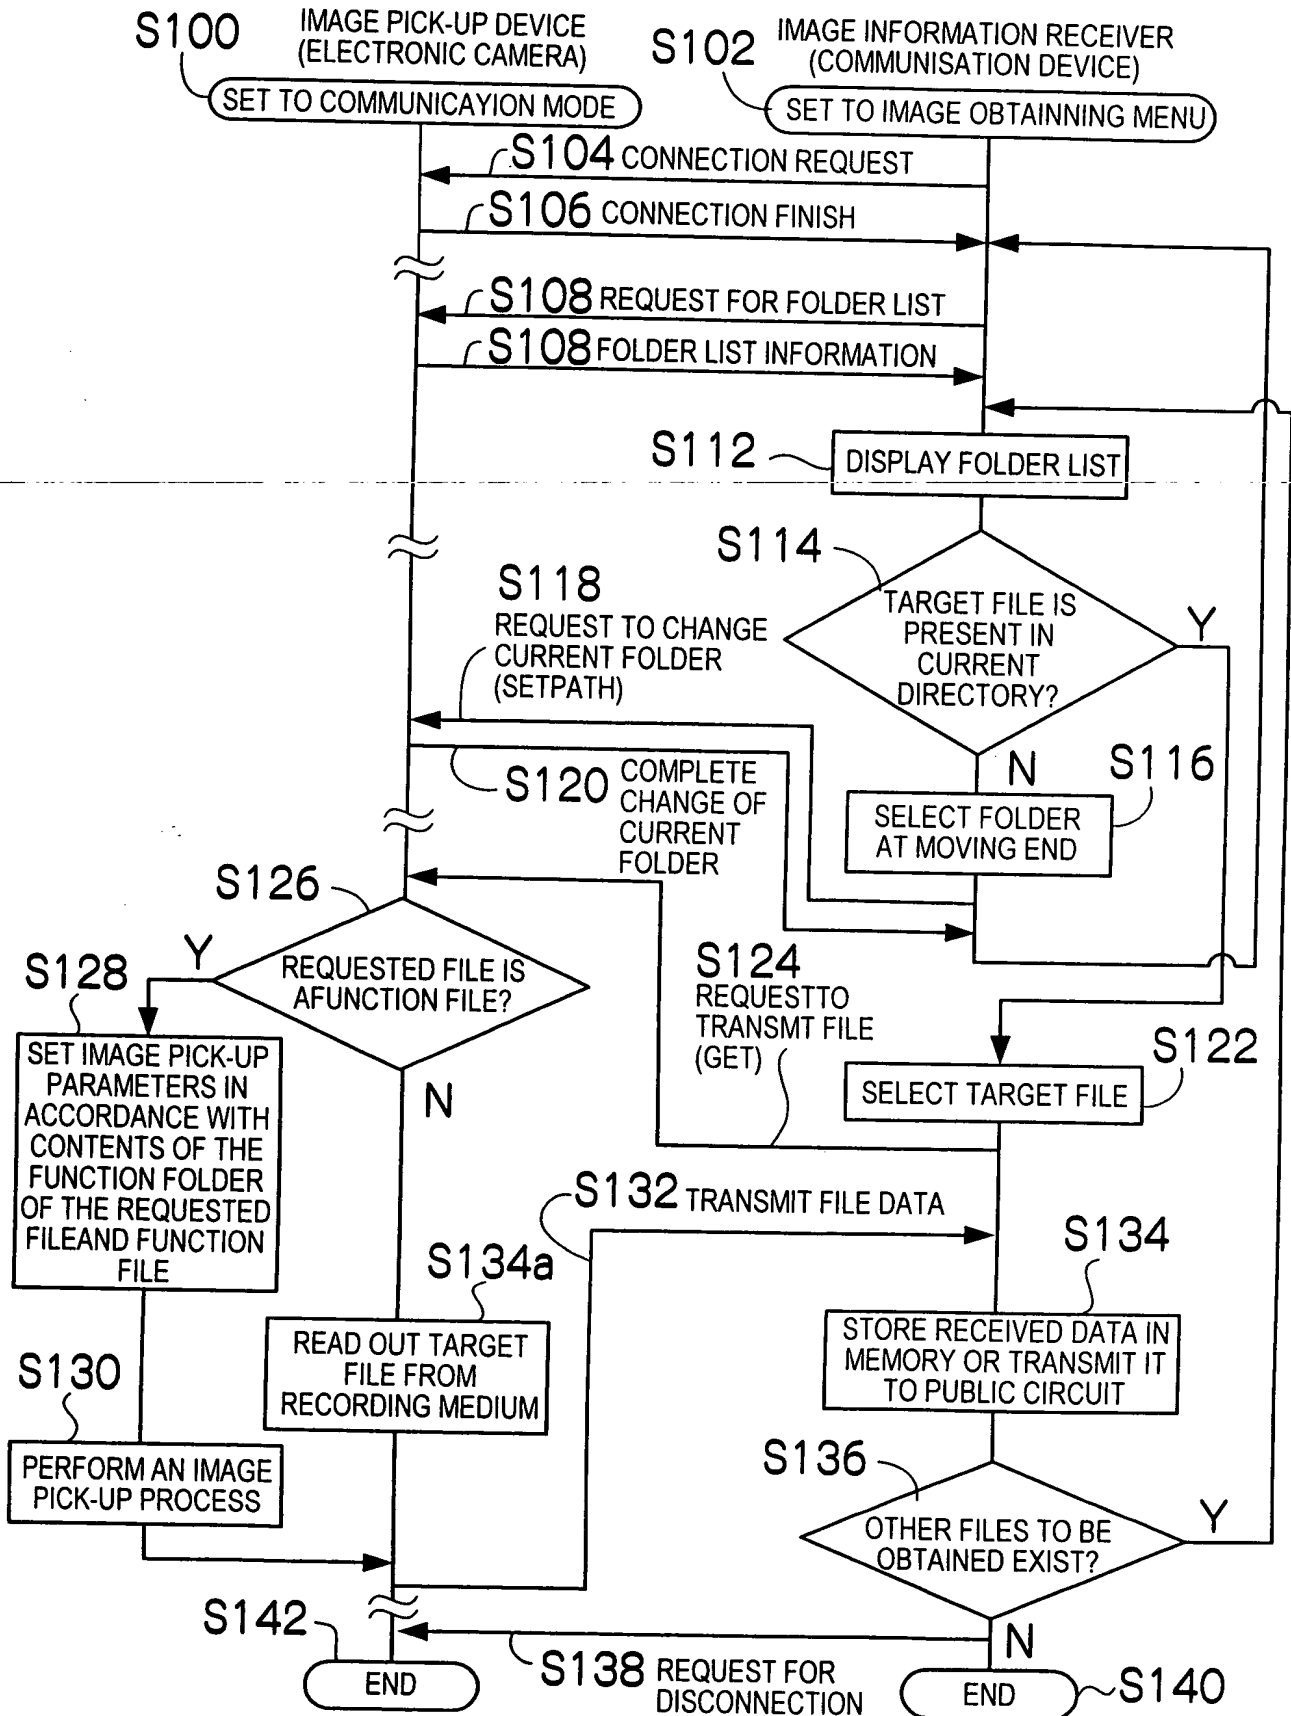 S100
IMAGE PICK-UP DEVICE
(ELECTRONIC CAMERA)
SET TO COMMUNICAYION MODE
S102
IMAGE INFORMATION RECEIVER
(COMMUNISATION DEVICE)
SET TO IMAGE OBTAINNING MENU
S104 CONNECTION REQUEST
S106 CONNECTION FINISH
S108 REQUEST FOR FOLDER LIST
S108 FOLDER LIST INFORMATION
S112
DISPLAY FOLDER LIST
S114
TARGET FILE IS
PRESENT IN
CURRENT
DIRECTORY?
Y
N
S118
REQUEST TO CHANGE
CURRENT FOLDER
(SETPATH)
S116
SELECT FOLDER
AT MOVING END
S120 COMPLETE
CHANGE OF
CURRENT
FOLDER
S126
REQUESTED FILE IS
AFUNCTION FILE?
Y
N
S124
REQUESTTO
TRANSMT FILE
(GET)
S122
SELECT TARGET FILE
S128
SET IMAGE PICK-UP
PARAMETERS IN
ACCORDANCE WITH
CONTENTS OF THE
FUNCTION FOLDER
OF THE REQUESTED
FILEAND FUNCTION
FILE
S132 TRANSMIT FILE DATA
S134a
READ OUT TARGET
FILE FROM
RECORDING MEDIUM
S134
STORE RECEIVED DATA IN
MEMORY OR TRANSMIT IT
TO PUBLIC CIRCUIT
S130
PERFORM AN IMAGE
PICK-UP PROCESS
S136
OTHER FILES TO BE
OBTAINED EXIST?
Y
N
S142
END
S138 REQUEST FOR
DISCONNECTION
END
S140